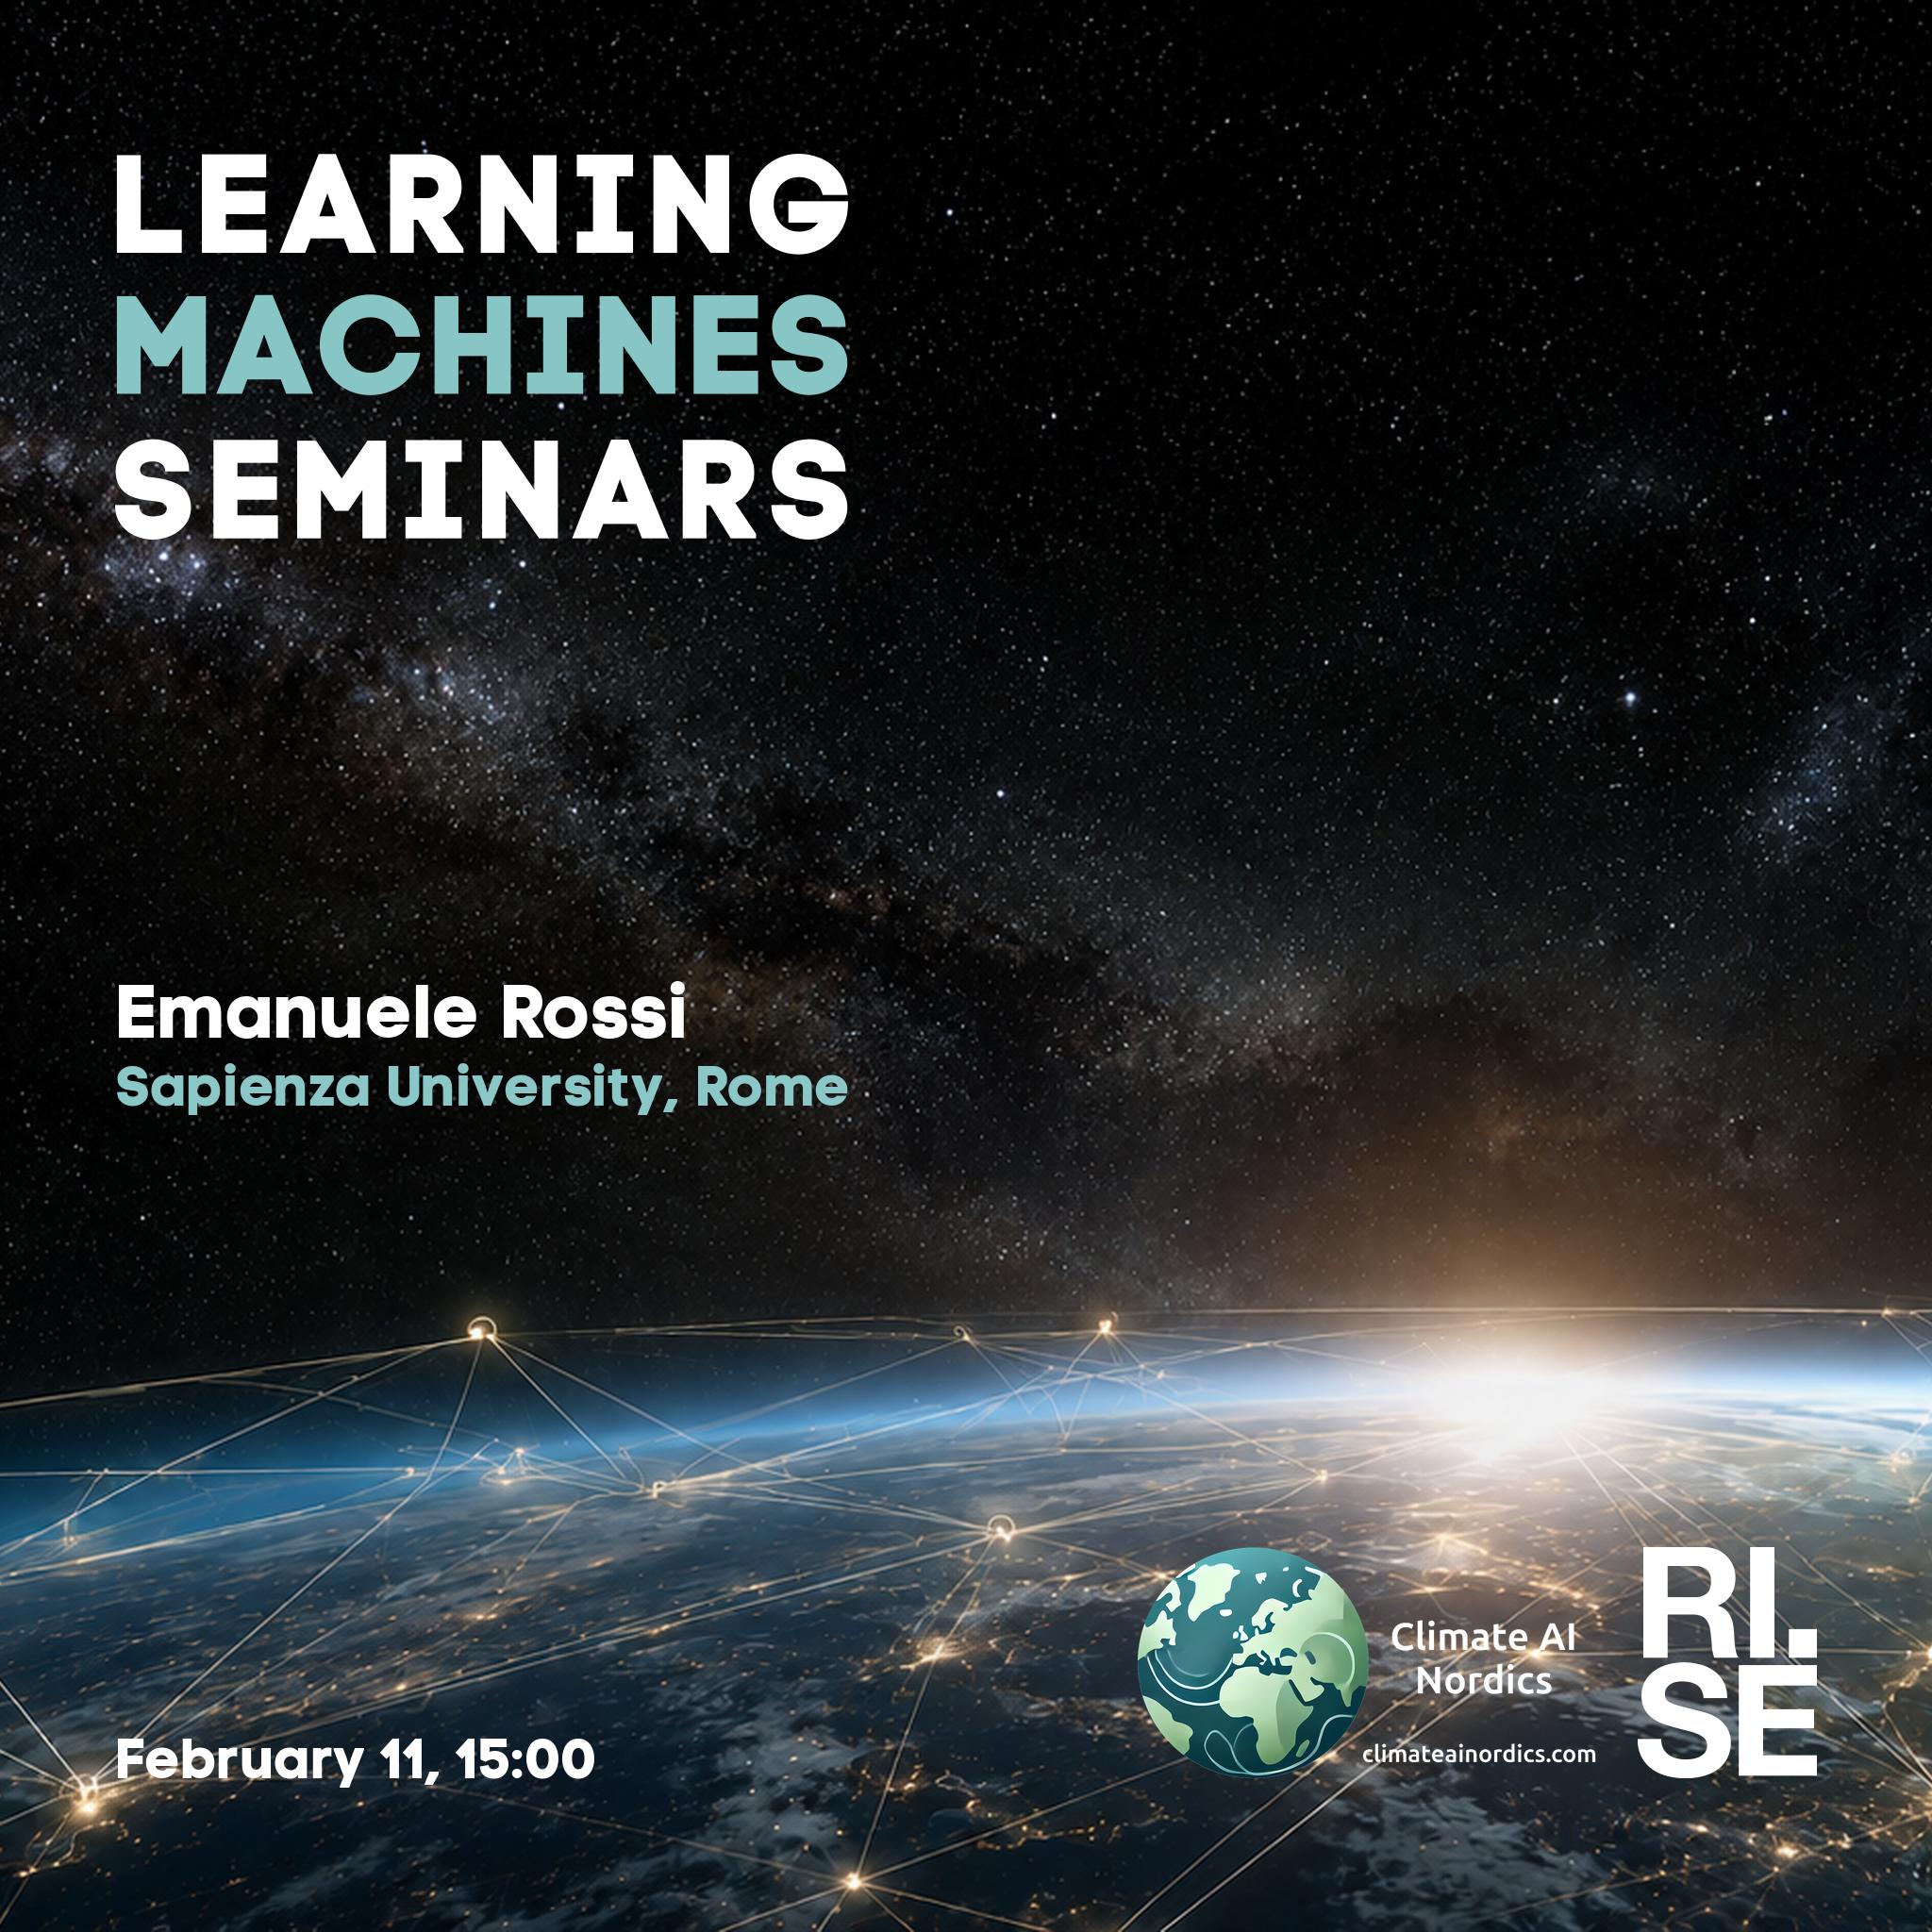 LEARNING
MACHINES
SEMINARS
Emanuele Rossi
Sapienza University, Rome
February 11, 15:00
Climate AI
Nordics
climateainordics.com
RI.
SE